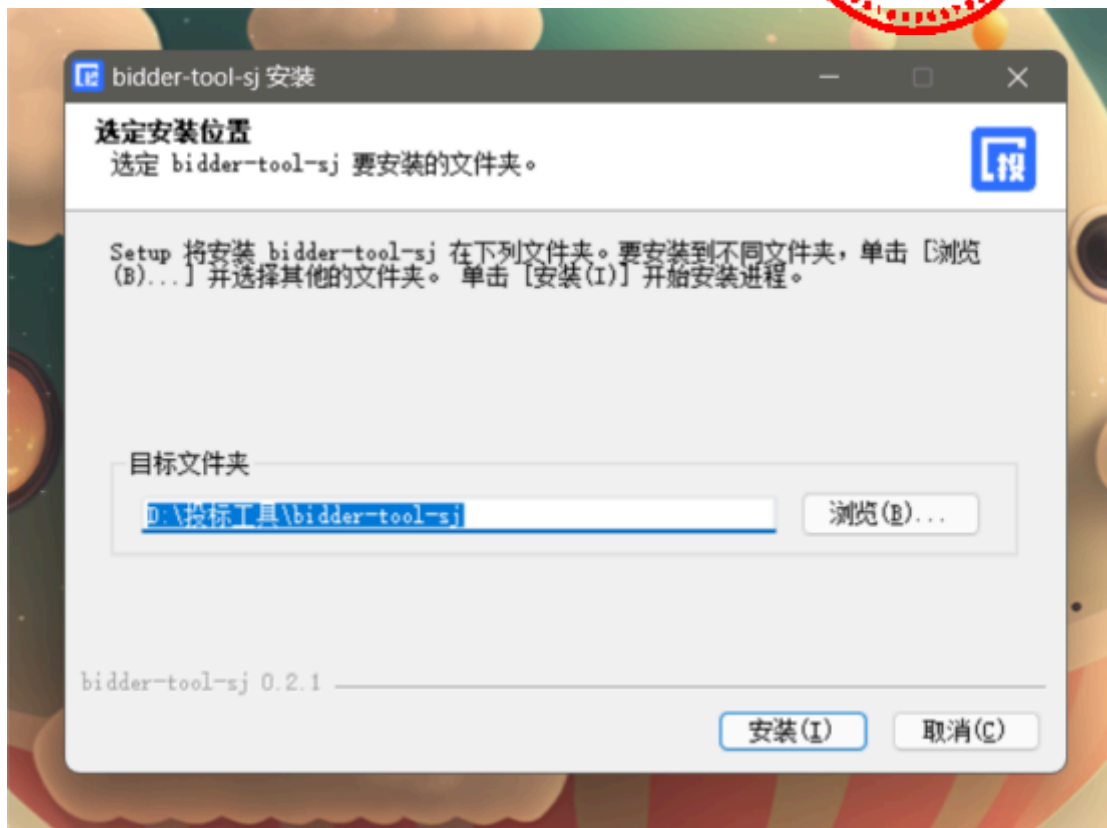 bidder-tool-sj 安装
选定安装位置
选定 bidder-tool-sj 要安装的文件夹。
投
Setup 将安装 bidder-tool-sj 在下列文件夹。要安装到不同文件夹，单击 [浏览
(B)...] 并选择其他的文件夹。 单击 [安装(I)] 开始安装进程。
目标文件夹
D:\投标工具\bidder-tool-sj
浏览(B)...
bidder-tool-sj 0.2.1
安装(I)
取消(C)